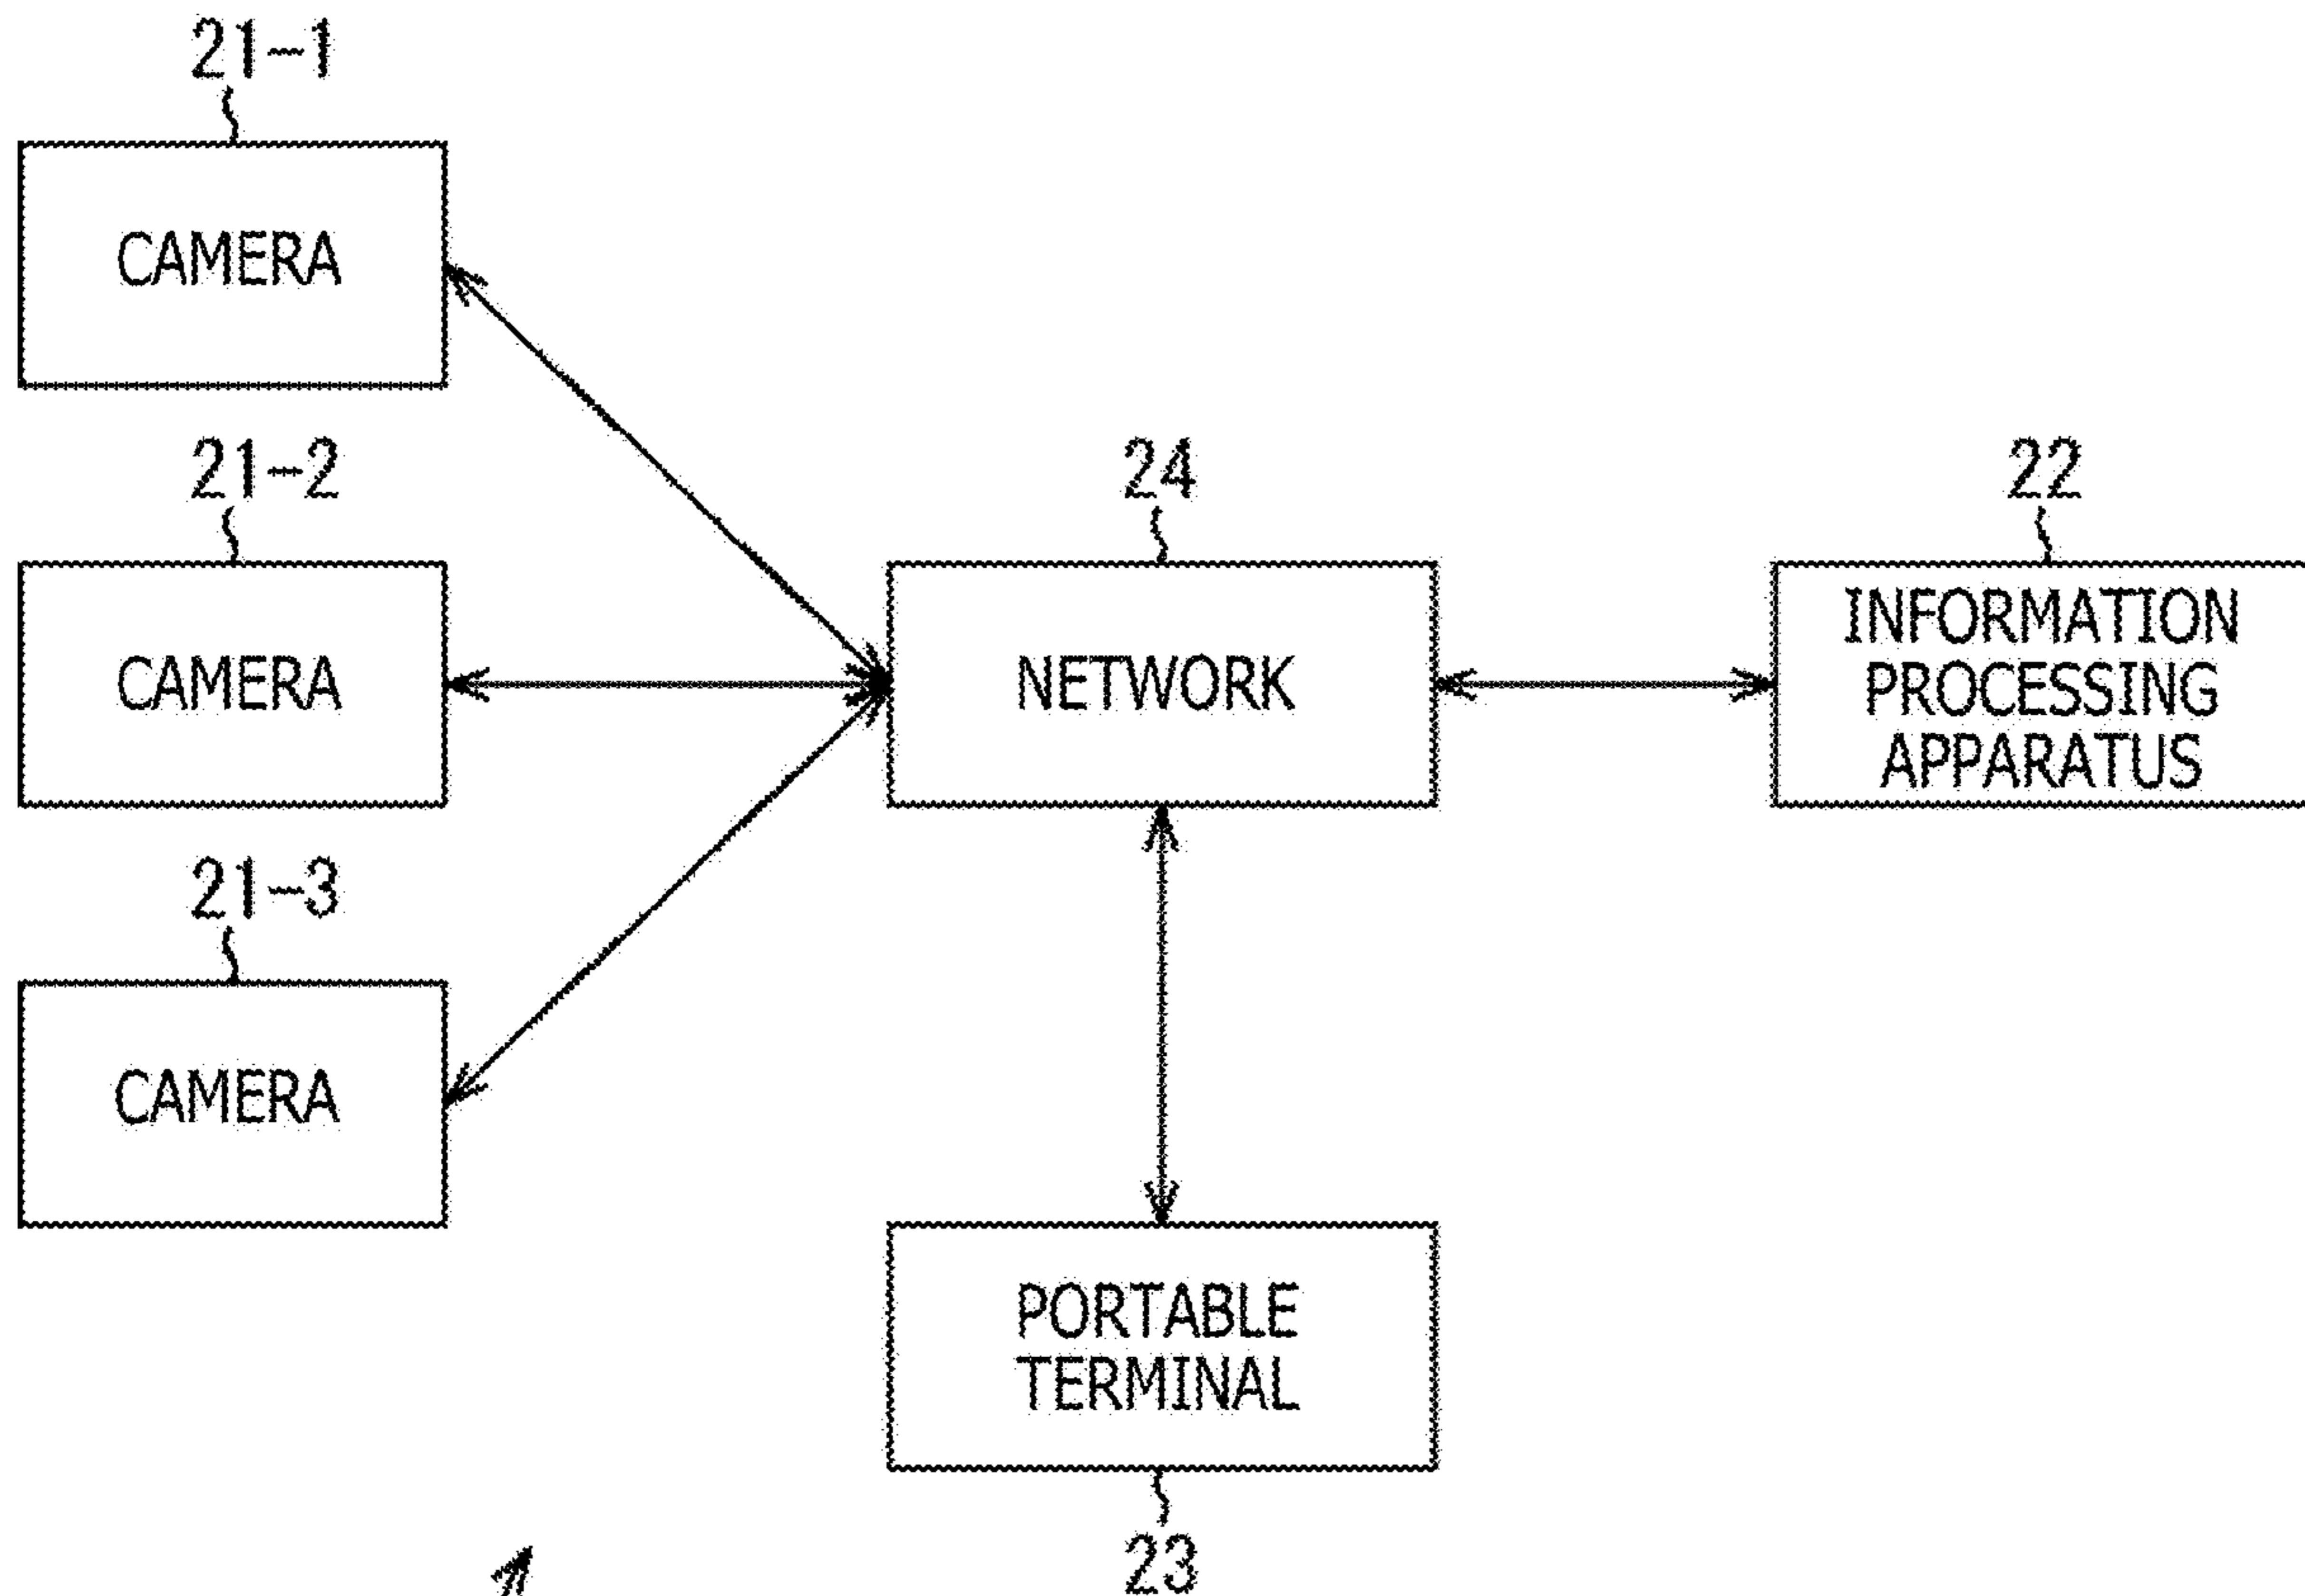 21-1
CAMERA
21-2
CAMERA
21-3
CAMERA
24
NETWORK
22
INFORMATION
PROCESSING
APPARATUS
PORTABLE
TERMINAL
23